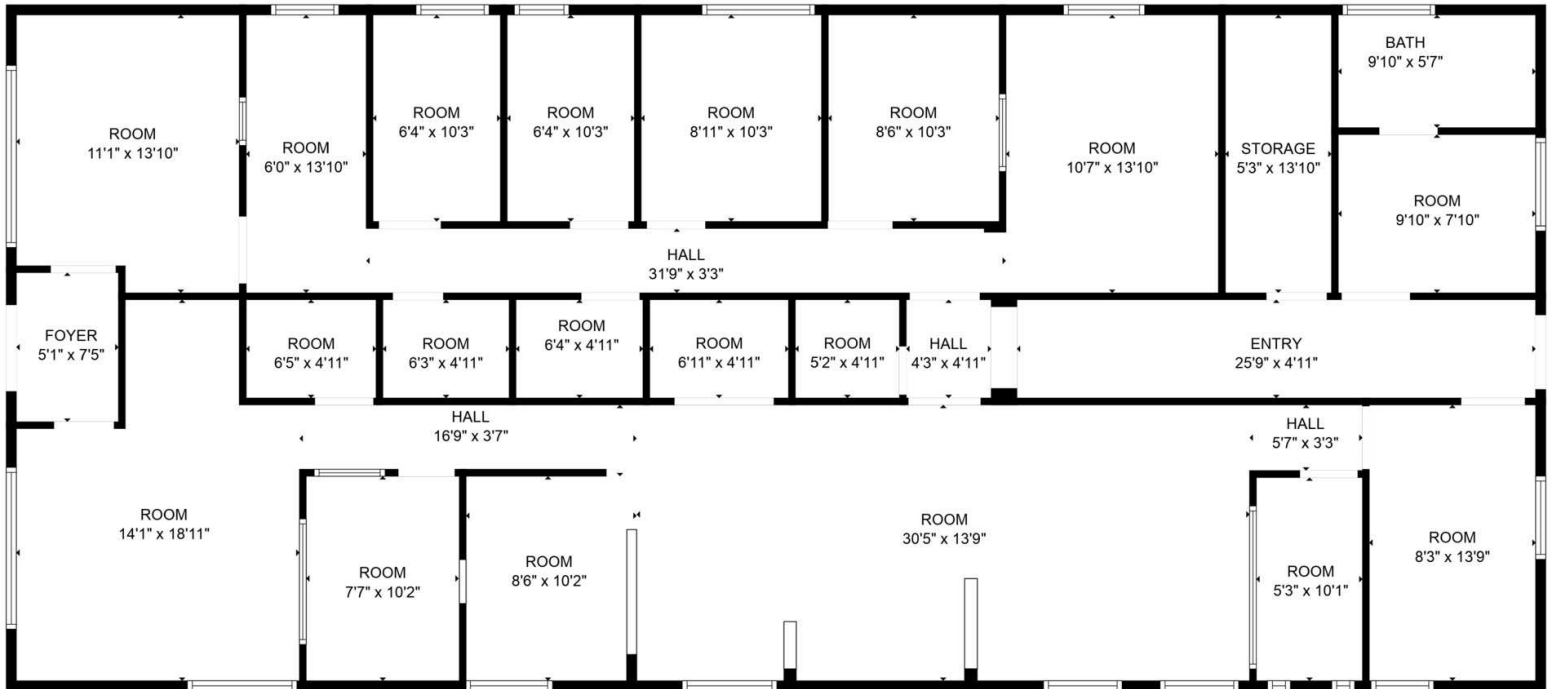 BATH
9'10" x 5'7"
ROOM
11'1" x 13'10"
ROOM
6'0" x 13'10"
ROOM
6'4" x 10'3"
ROOM
6'4" x 10'3"
ROOM
8'11" x 10'3"
ROOM
8'6" x 10'3"
ROOM
10'7" x 13'10"
STORAGE
5'3" x 13'10"
ROOM
9'10" x 7'10"
HALL
31'9" x 3'3"
FOYER
5'1" x 7'5"
ROOM
6'5" x 4'11"
ROOM
6'3" x 4'11"
ROOM
6'4" x 4'11"
ROOM
6'11" x 4'11"
ROOM
5'2" x 4'11"
HALL
4'3" x 4'11"
ENTRY
25'9" x 4'11"
HALL
16'9" x 3'7"
HALL
5'7" x 3'3"
ROOM
14'1" x 18'11"
ROOM
7'7" x 10'2"
ROOM
8'6" x 10'2"
ROOM
30'5" x 13'9"
ROOM
5'3" x 10'1"
ROOM
8'3" x 13'9"